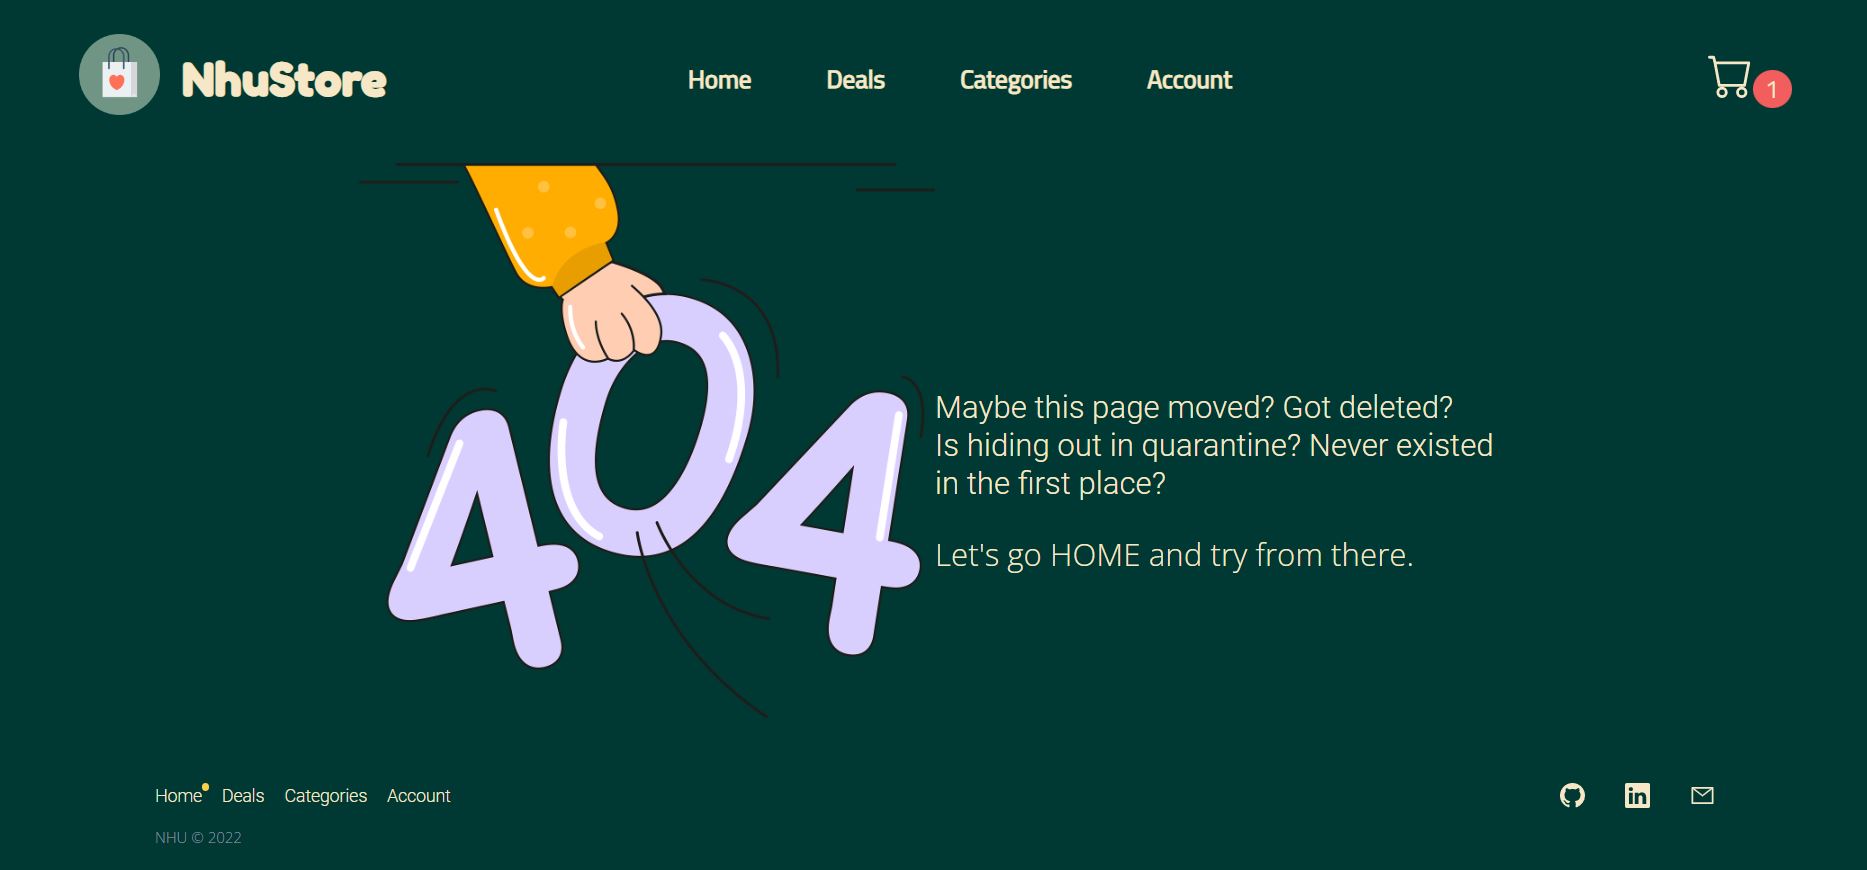 NhuStore
Home Deals Categories Account
1
404
Maybe this page moved? Got deleted?
Is hiding out in quarantine? Never existed
in the first place?
Let's go HOME and try from there.
Home Deals Categories Account
in
NHU © 2022